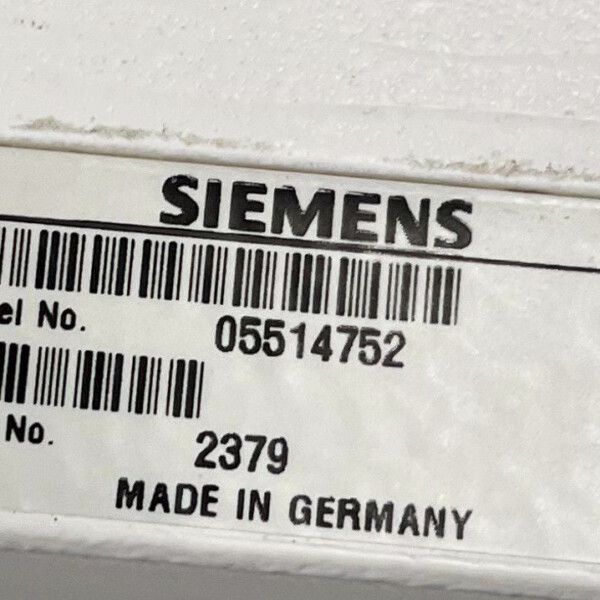 SIEMENS
el No. 05514752
No. 2379
MADE IN GERMANY